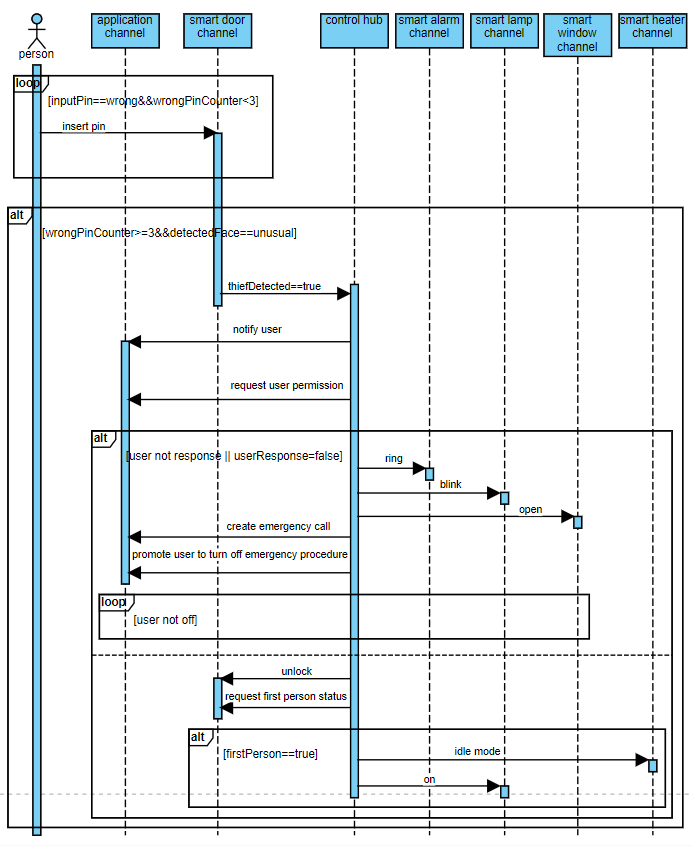 person
application
channel
smart door
channel
control hub
smart alarm
channel
smart lamp
channel
smart
window
channel
smart heater
channel
loop
[inputPin==wrong&&wrongPinCounter<3]
insert pin
alt
[wrongPinCounter>=3&&detectedFace==unusual]
thiefDetected==true
notify user
request user permission
alt
[user not response || userResponse=false]
ring
blink
open
create emergency call
promote user to turn off emergency procedure
loop
[user not off]
unlock
request first person status
alt
[firstPerson==true]
idle mode
on